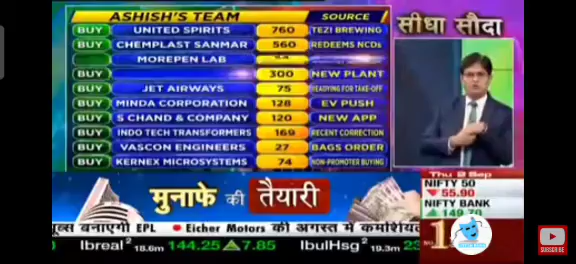 ASHISH'S TEAM SOURCE
BUY UNITED SPIRITS 760 TEZI BREWING
BUY CHEMPLAST SANMAR 560 REDEEMS NCDs
MOREPEN LAB
BUY 300 NEW PLANT
BUY JET AIRWAYS 75 READYING FOR TAKE-OFF
BUY MINDA CORPORATION 128 EV PUSH
BUY S CHAND & COMPANY 120 NEW APP
BUY INDO TECH TRANSFORMERS 169 RECENT CORRECTION
BUY VASCON ENGINEERS 27 BAGS ORDER
BUY KERNEX MICROSYSTEMS 74 NON-PROMOTER BUYING
सीधा सौदा
मुनाफे की तैयारी
Thu 2 Sep
NIFTY 50
▼ 55.90
NIFTY BANK
▲ 149.70
बनाएगी EPL • Eicher Motors की अगस्त में कमर्शियल
Ibreal 18.6m 144.25 ▲ 7.85 IbulHsg 19.3m 23
SUBSCRIBE